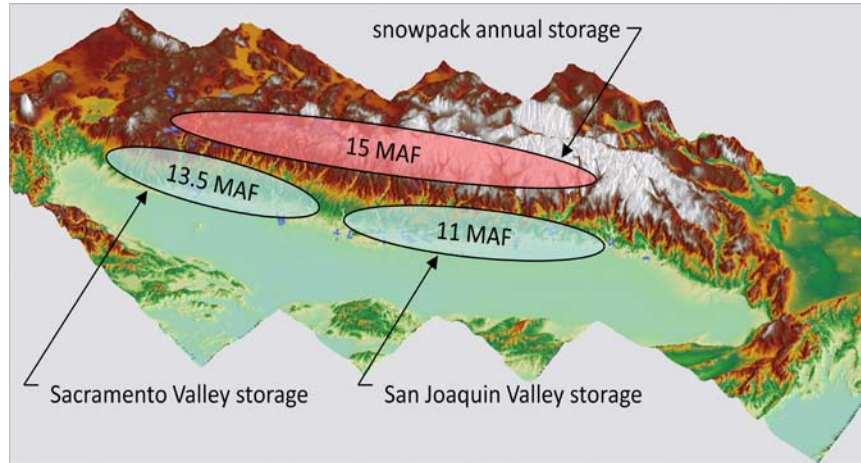 snowpack annual storage
15 MAF
13.5 MAF
11 MAF
Sacramento Valley storage
San Joaquin Valley storage